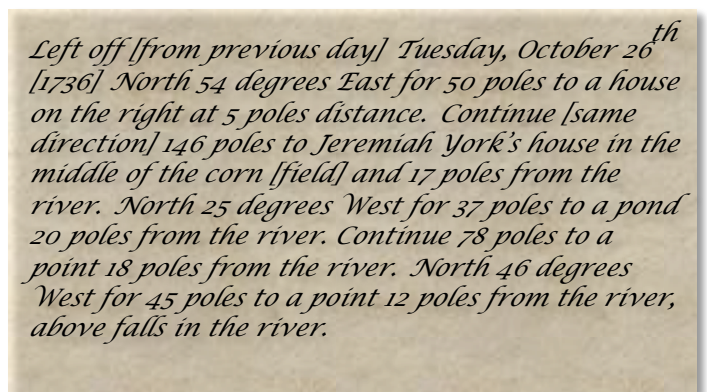 Left off [from previous day] Tuesday, October 26th
[1736] North 54 degrees East for 50 poles to a house
on the right at 5 poles distance. Continue [same
direction] 146 poles to Jeremiah York's house in the
middle of the corn [field] and 17 poles from the
river. North 25 degrees West for 37 poles to a pond
20 poles from the river. Continue 78 poles to a
point 18 poles from the river. North 46 degrees
West for 45 poles to a point 12 poles from the river,
above falls in the river.